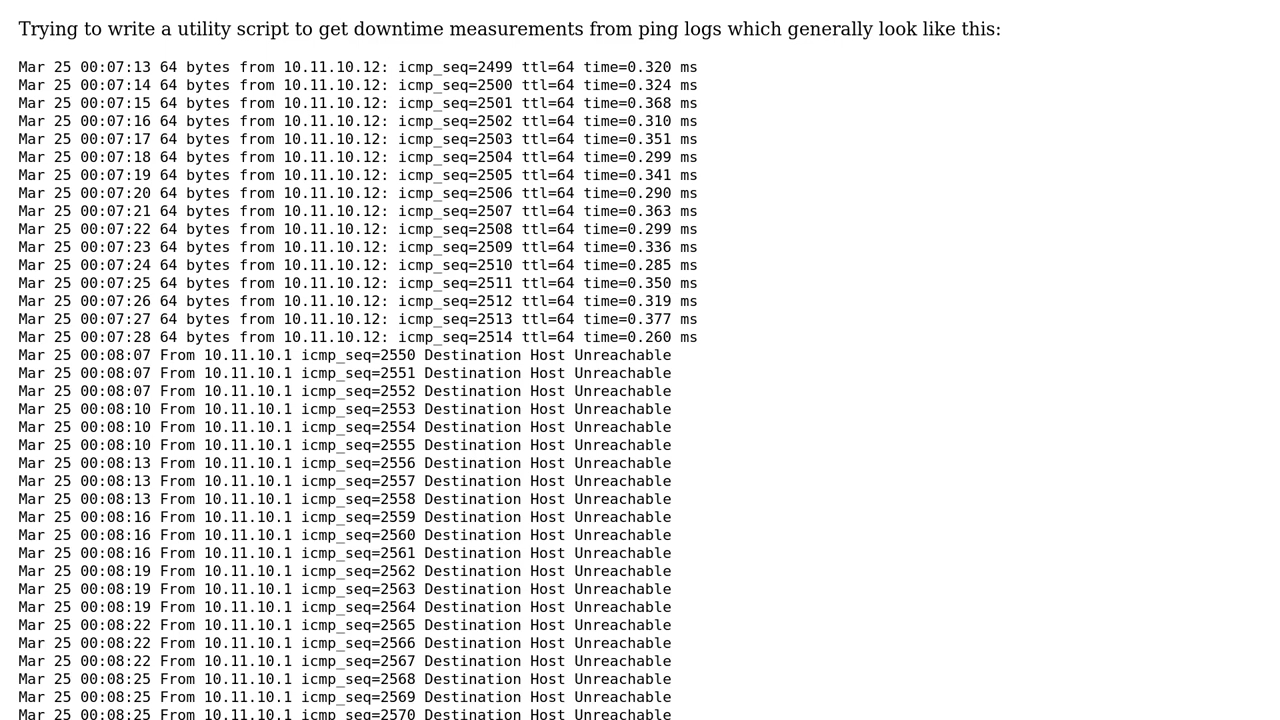 Trying to write a utility script to get downtime measurements from ping logs which generally look like this:
Mar 25 00:07:13 64 bytes from 10.11.10.12: icmp_seq=2499 ttl=64 time=0.320 ms
Mar 25 00:07:14 64 bytes from 10.11.10.12: icmp_seq=2500 ttl=64 time=0.324 ms
Mar 25 00:07:15 64 bytes from 10.11.10.12: icmp_seq=2501 ttl=64 time=0.368 ms
Mar 25 00:07:16 64 bytes from 10.11.10.12: icmp_seq=2502 ttl=64 time=0.310 ms
Mar 25 00:07:17 64 bytes from 10.11.10.12: icmp_seq=2503 ttl=64 time=0.351 ms
Mar 25 00:07:18 64 bytes from 10.11.10.12: icmp_seq=2504 ttl=64 time=0.299 ms
Mar 25 00:07:19 64 bytes from 10.11.10.12: icmp_seq=2505 ttl=64 time=0.341 ms
Mar 25 00:07:20 64 bytes from 10.11.10.12: icmp_seq=2506 ttl=64 time=0.290 ms
Mar 25 00:07:21 64 bytes from 10.11.10.12: icmp_seq=2507 ttl=64 time=0.363 ms
Mar 25 00:07:22 64 bytes from 10.11.10.12: icmp_seq=2508 ttl=64 time=0.299 ms
Mar 25 00:07:23 64 bytes from 10.11.10.12: icmp_seq=2509 ttl=64 time=0.336 ms
Mar 25 00:07:24 64 bytes from 10.11.10.12: icmp_seq=2510 ttl=64 time=0.285 ms
Mar 25 00:07:25 64 bytes from 10.11.10.12: icmp_seq=2511 ttl=64 time=0.350 ms
Mar 25 00:07:26 64 bytes from 10.11.10.12: icmp_seq=2512 ttl=64 time=0.319 ms
Mar 25 00:07:27 64 bytes from 10.11.10.12: icmp_seq=2513 ttl=64 time=0.377 ms
Mar 25 00:07:28 64 bytes from 10.11.10.12: icmp_seq=2514 ttl=64 time=0.260 ms
Mar 25 00:08:07 From 10.11.10.1 icmp_seq=2550 Destination Host Unreachable
Mar 25 00:08:07 From 10.11.10.1 icmp_seq=2551 Destination Host Unreachable
Mar 25 00:08:07 From 10.11.10.1 icmp_seq=2552 Destination Host Unreachable
Mar 25 00:08:10 From 10.11.10.1 icmp_seq=2553 Destination Host Unreachable
Mar 25 00:08:10 From 10.11.10.1 icmp_seq=2554 Destination Host Unreachable
Mar 25 00:08:10 From 10.11.10.1 icmp_seq=2555 Destination Host Unreachable
Mar 25 00:08:13 From 10.11.10.1 icmp_seq=2556 Destination Host Unreachable
Mar 25 00:08:13 From 10.11.10.1 icmp_seq=2557 Destination Host Unreachable
Mar 25 00:08:13 From 10.11.10.1 icmp_seq=2558 Destination Host Unreachable
Mar 25 00:08:16 From 10.11.10.1 icmp_seq=2559 Destination Host Unreachable
Mar 25 00:08:16 From 10.11.10.1 icmp_seq=2560 Destination Host Unreachable
Mar 25 00:08:16 From 10.11.10.1 icmp_seq=2561 Destination Host Unreachable
Mar 25 00:08:19 From 10.11.10.1 icmp_seq=2562 Destination Host Unreachable
Mar 25 00:08:19 From 10.11.10.1 icmp_seq=2563 Destination Host Unreachable
Mar 25 00:08:19 From 10.11.10.1 icmp_seq=2564 Destination Host Unreachable
Mar 25 00:08:22 From 10.11.10.1 icmp_seq=2565 Destination Host Unreachable
Mar 25 00:08:22 From 10.11.10.1 icmp_seq=2566 Destination Host Unreachable
Mar 25 00:08:22 From 10.11.10.1 icmp_seq=2567 Destination Host Unreachable
Mar 25 00:08:25 From 10.11.10.1 icmp_seq=2568 Destination Host Unreachable
Mar 25 00:08:25 From 10.11.10.1 icmp_seq=2569 Destination Host Unreachable
Mar 25 00:08:25 From 10.11.10.1 icmp_seq=2570 Destination Host Unreachable